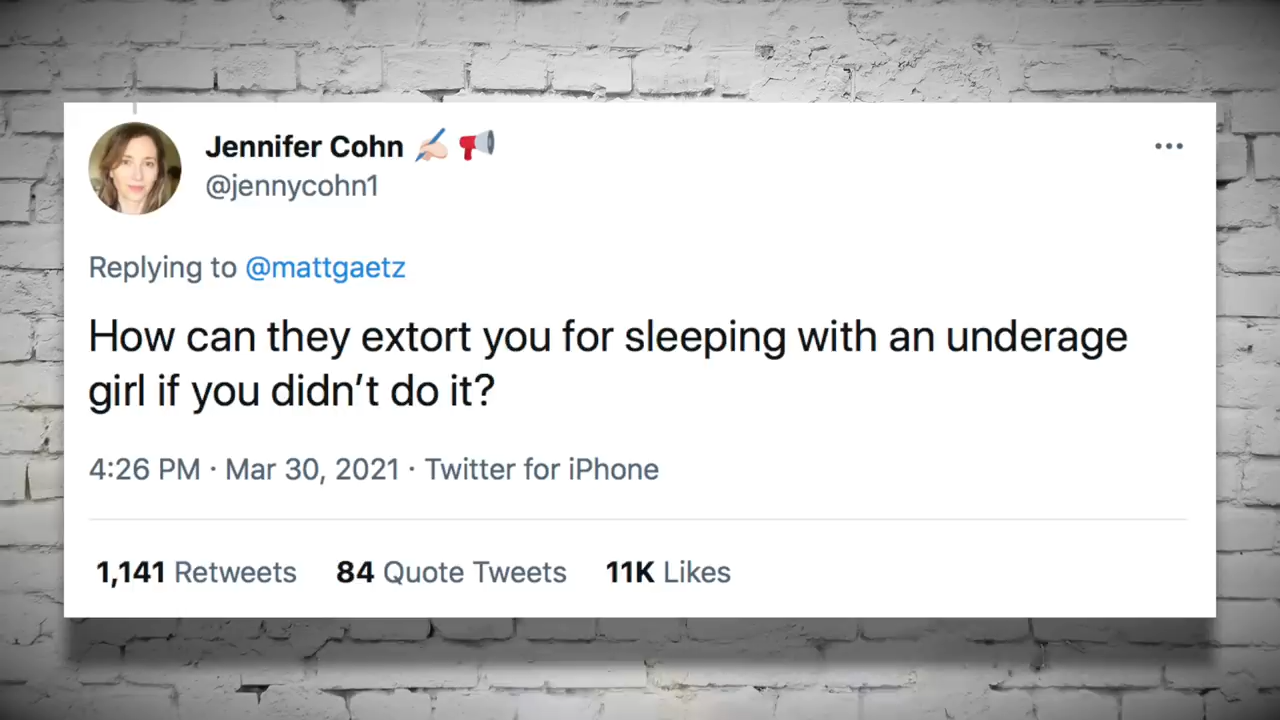 Jennifer Cohn ✍🏻 📣
@jennycohn1
Replying to @mattgaetz
How can they extort you for sleeping with an underage
girl if you didn’t do it?
4:26 PM · Mar 30, 2021 · Twitter for iPhone
1,141 Retweets 84 Quote Tweets 11K Likes